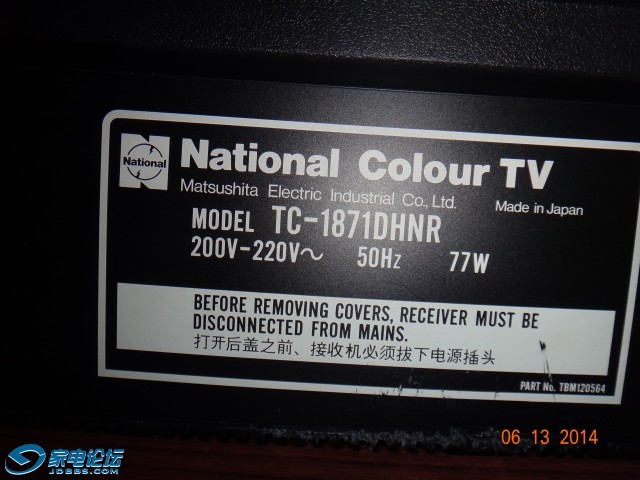 National
National Colour TV
Matsushita Electric Industrial Co., Ltd. Made in Japan
MODEL TC-1871DHNR
200V-220V～ 50Hz 77W
BEFORE REMOVING COVERS, RECEIVER MUST BE
DISCONNECTED FROM MAINS.
打开后盖之前、接收机必须拔下电源插头
PART No. TBM120564
06 13 2014
家电论坛
JDBBS.COM